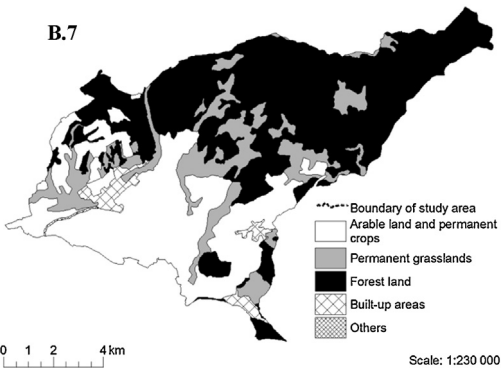 B.7
Boundary of study area
Arable land and permanent
crops
Permanent grasslands
Forest land
Built-up areas
Others
0 2 4 km
Scale: 1:230 000